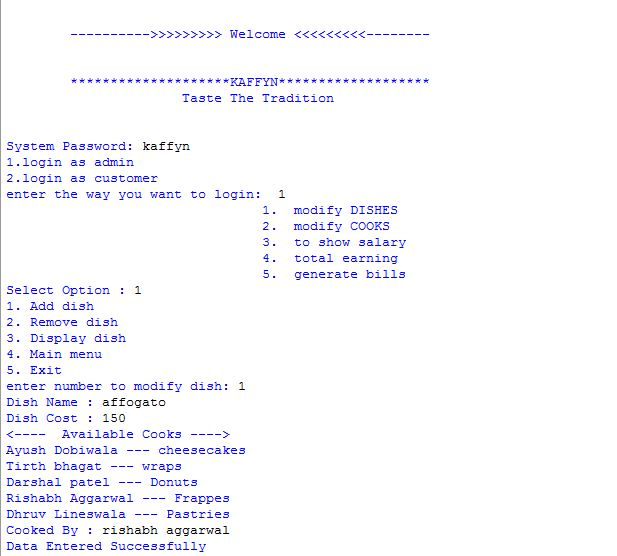 ---------->>>>>>>>> Welcome <<<<<<<<<--------
********************KAFFYN*******************
Taste The Tradition
System Password: kaffyn
1.login as admin
2.login as customer
enter the way you want to login:  1
1.  modify DISHES
2.  modify COOKS
3.  to show salary
4.  total earning
5.  generate bills
Select Option : 1
1. Add dish
2. Remove dish
3. Display dish
4. Main menu
5. Exit
enter number to modify dish: 1
Dish Name : affogato
Dish Cost : 150
<----  Available Cooks ---->
Ayush Dobiwala --- cheesecakes
Tirth bhagat --- wraps
Darshal patel --- Donuts
Rishabh Aggarwal --- Frappes
Dhruv Lineswala --- Pastries
Cooked By : rishabh aggarwal
Data Entered Successfully